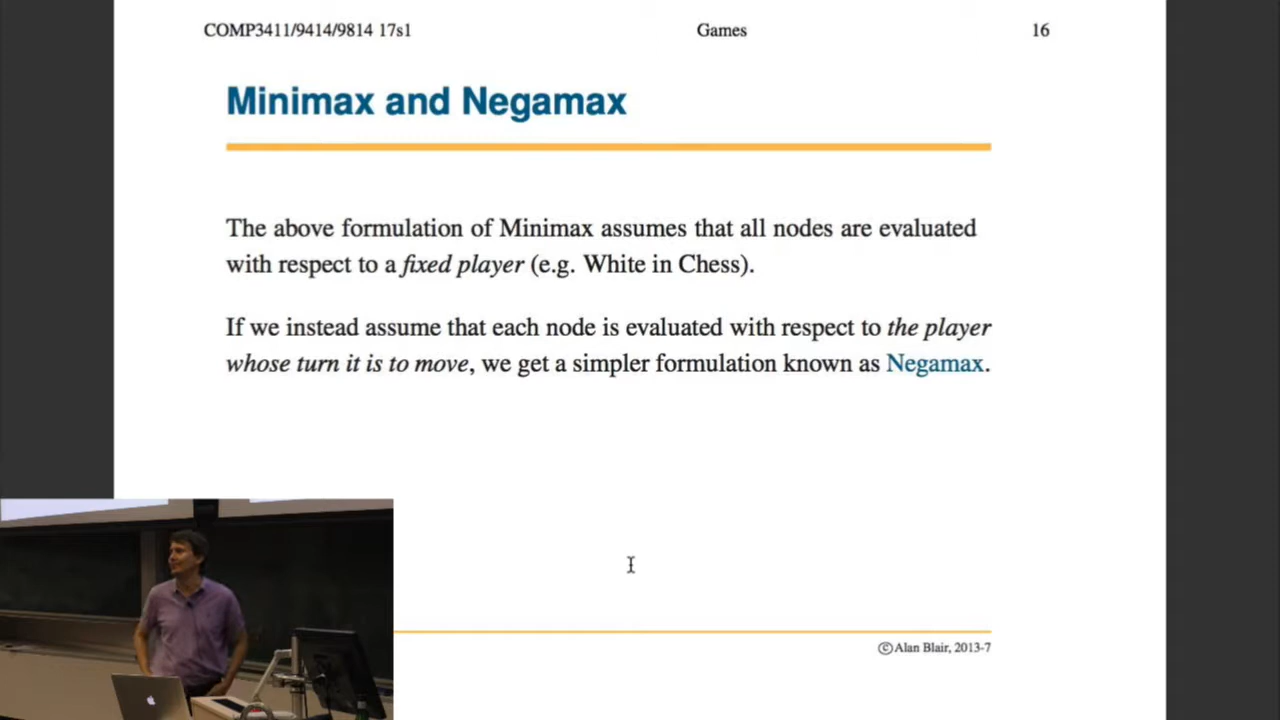 COMP3411/9414/9814 17s1 Games 16
Minimax and Negamax
The above formulation of Minimax assumes that all nodes are evaluated
with respect to a fixed player (e.g. White in Chess).
If we instead assume that each node is evaluated with respect to the player
whose turn it is to move, we get a simpler formulation known as Negamax.
©Alan Blair, 2013-7